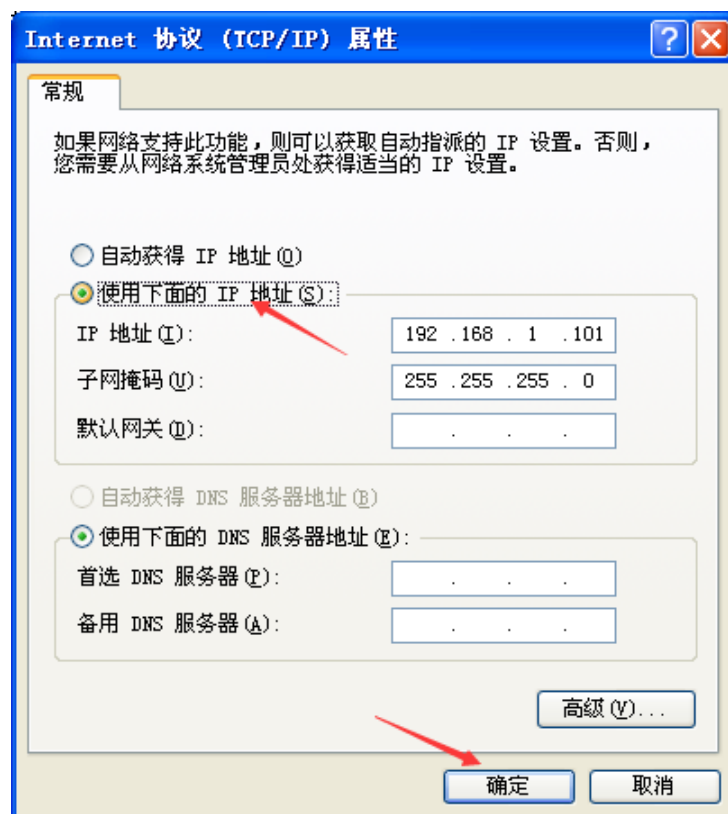 Internet 协议 (TCP/IP) 属性
常规
如果网络支持此功能，则可以获取自动指派的 IP 设置。否则，
您需要从网络系统管理员处获得适当的 IP 设置。
自动获得 IP 地址(O)
使用下面的 IP 地址(S):
IP 地址(I): 192 .168 . 1 .101
子网掩码(U): 255 .255 .255 . 0
默认网关(D): . . .
自动获得 DNS 服务器地址(B)
使用下面的 DNS 服务器地址(E):
首选 DNS 服务器(P): . . .
备用 DNS 服务器(A): . . .
高级(V)...
确定 取消